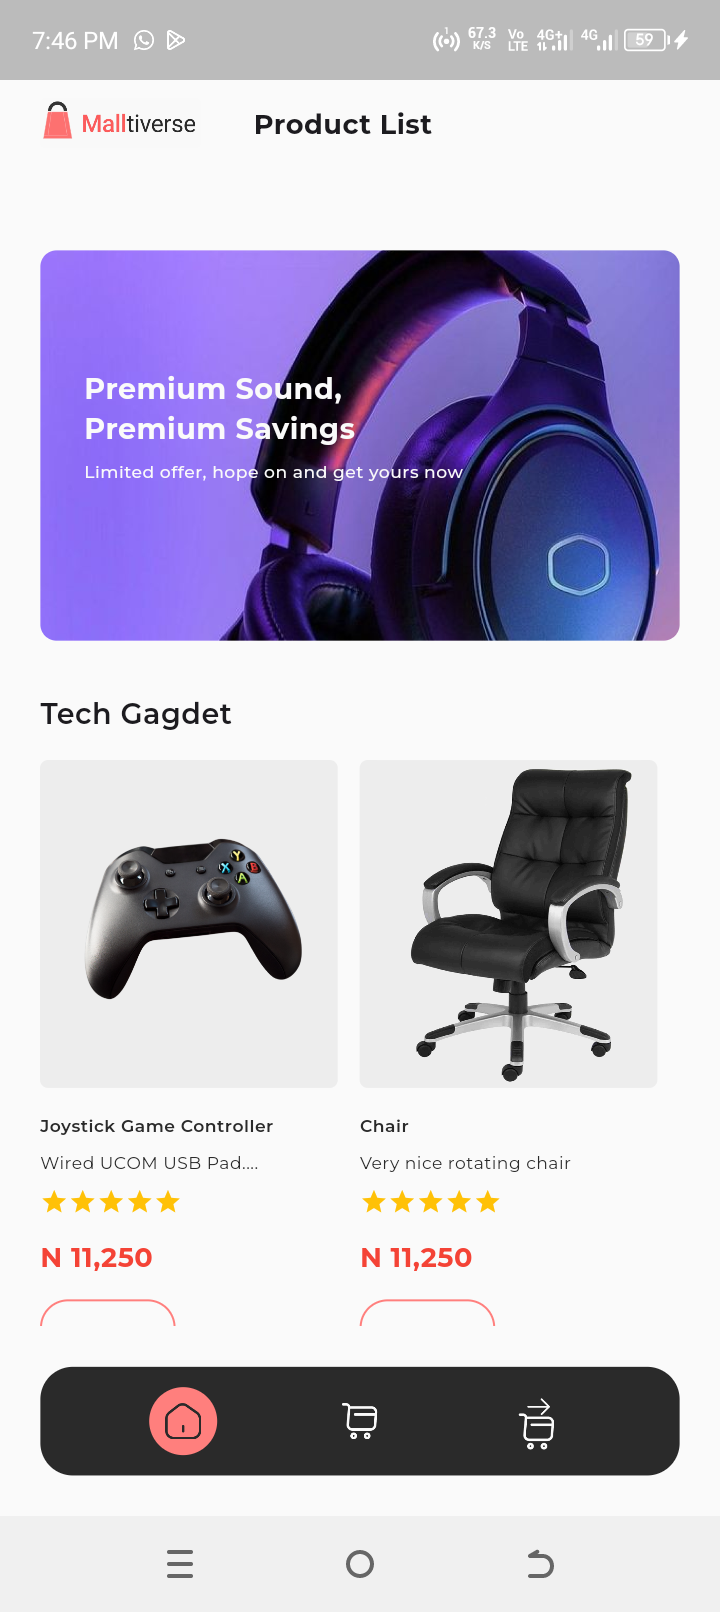 7:46 PM 1 67.3 K/S Vo LTE 4G+ 4G 59
Malltiverse Product List
Premium Sound,
Premium Savings
Limited offer, hope on and get yours now
Tech Gagdet
Y
X B
A
Joystick Game Controller Chair
Wired UCOM USB Pad.... Very nice rotating chair
N 11,250 N 11,250